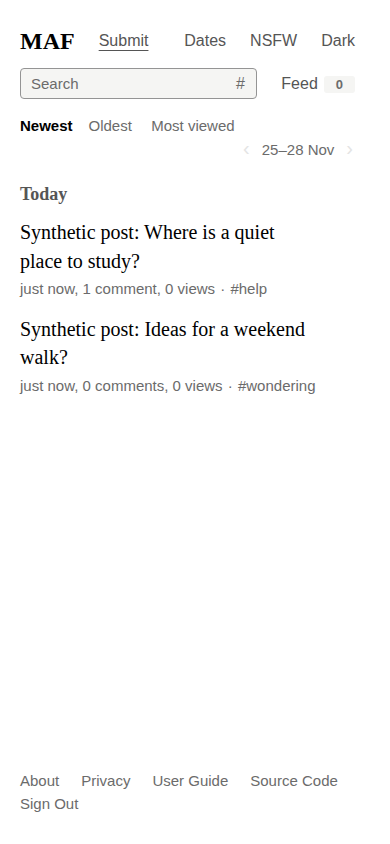 MAF Submit Dates NSFW Dark
Search # Feed 0
Newest Oldest Most viewed
‹ 25–28 Nov ›
Today
Synthetic post: Where is a quiet
place to study?
just now, 1 comment, 0 views · #help
Synthetic post: Ideas for a weekend
walk?
just now, 0 comments, 0 views · #wondering
About Privacy User Guide Source Code
Sign Out